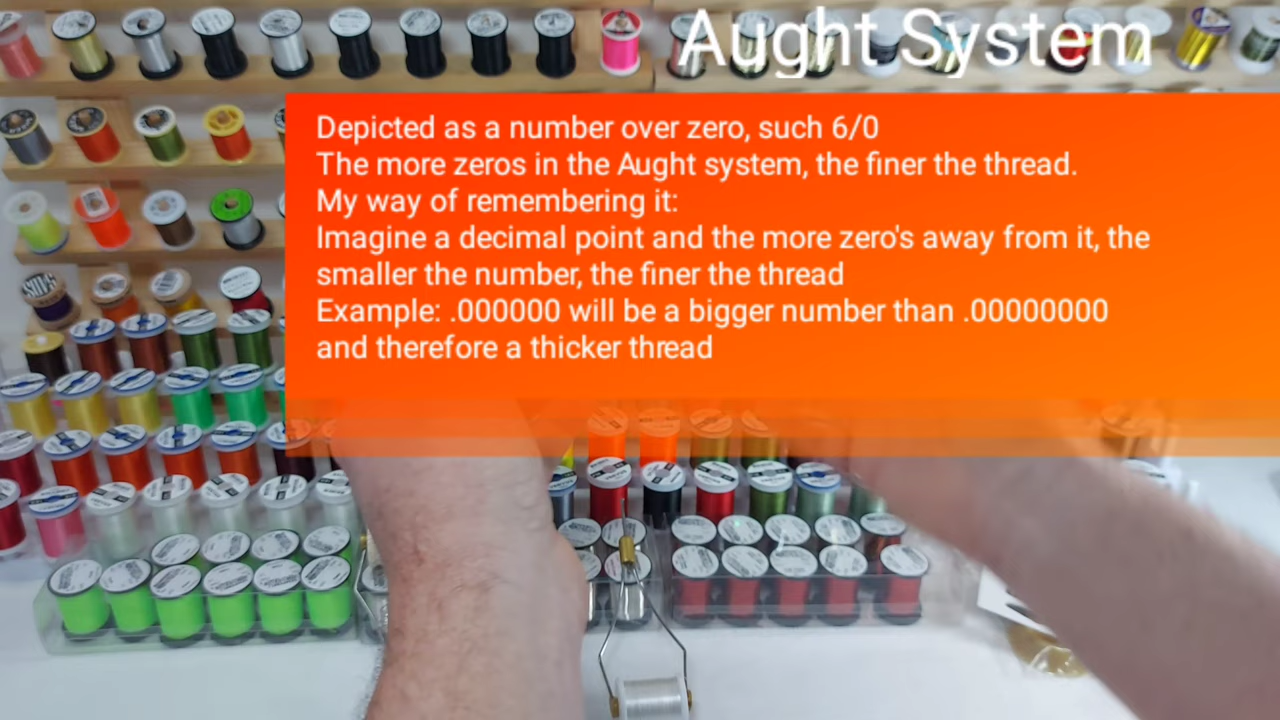 Aught System
Depicted as a number over zero, such 6/0
The more zeros in the Aught system, the finer the thread.
My way of remembering it:
Imagine a decimal point and the more zero's away from it, the
smaller the number, the finer the thread
Example: .000000 will be a bigger number than .00000000
and therefore a thicker thread